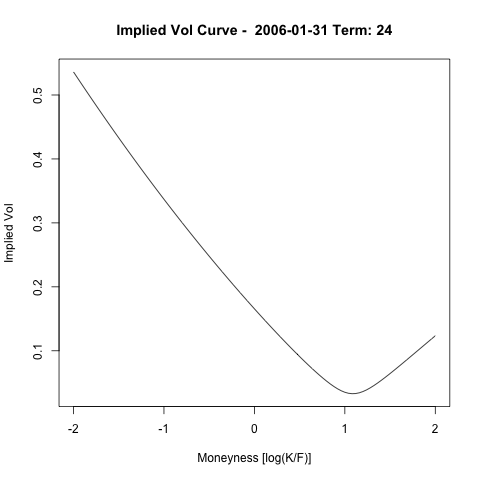 Implied Vol Curve - 2006-01-31 Term: 24
0.5
0.4
0.3
0.2
0.1
Implied Vol
-2 -1 0 1 2
Moneyness [log(K/F)]